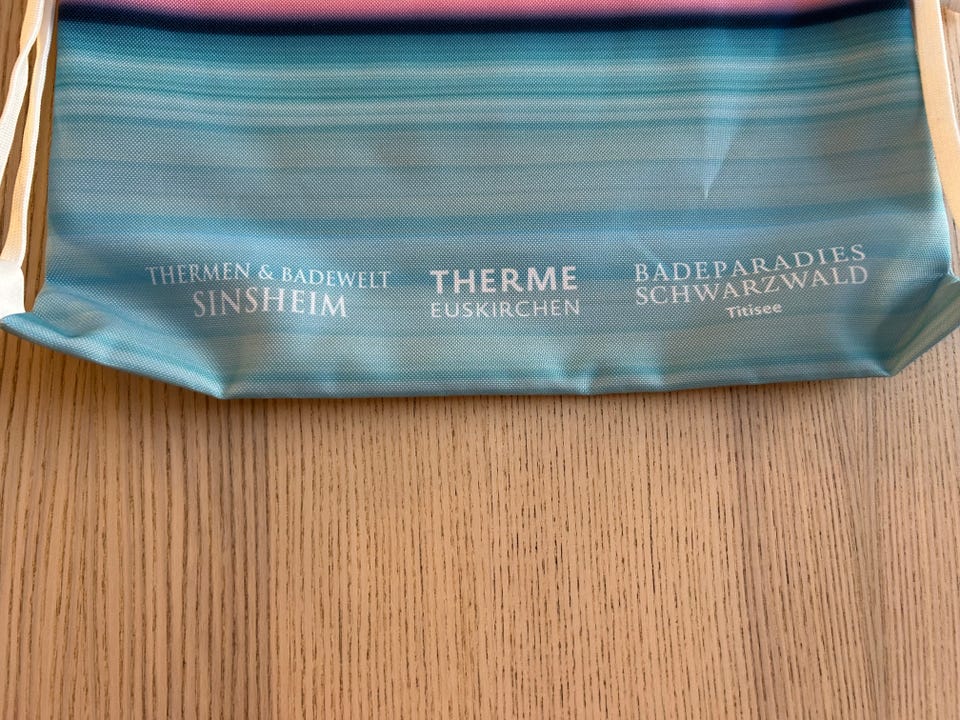 THERMEN & BADEWELT
SINSHEIM
THERME
EUSKIRCHEN
BADEPARADIES
SCHWARZWALD
Titisee